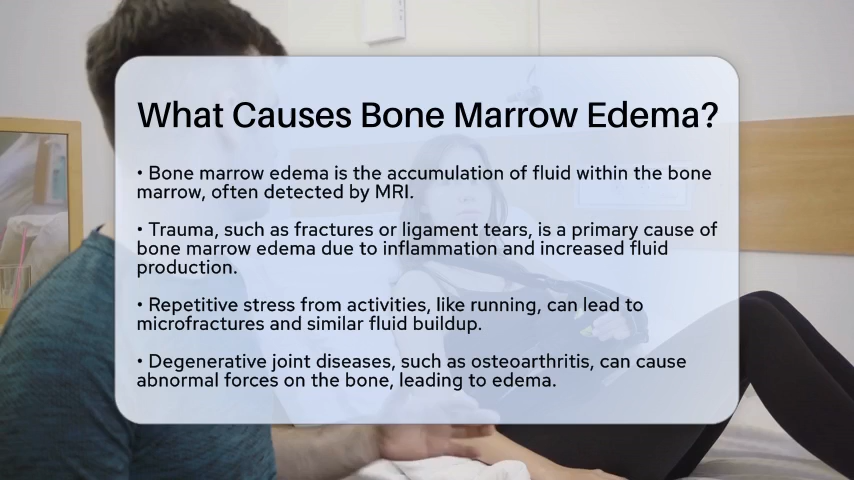 What Causes Bone Marrow Edema?
• Bone marrow edema is the accumulation of fluid within the bone
marrow, often detected by MRI.
• Trauma, such as fractures or ligament tears, is a primary cause of
bone marrow edema due to inflammation and increased fluid
production.
• Repetitive stress from activities, like running, can lead to
microfractures and similar fluid buildup.
• Degenerative joint diseases, such as osteoarthritis, can cause
abnormal forces on the bone, leading to edema.